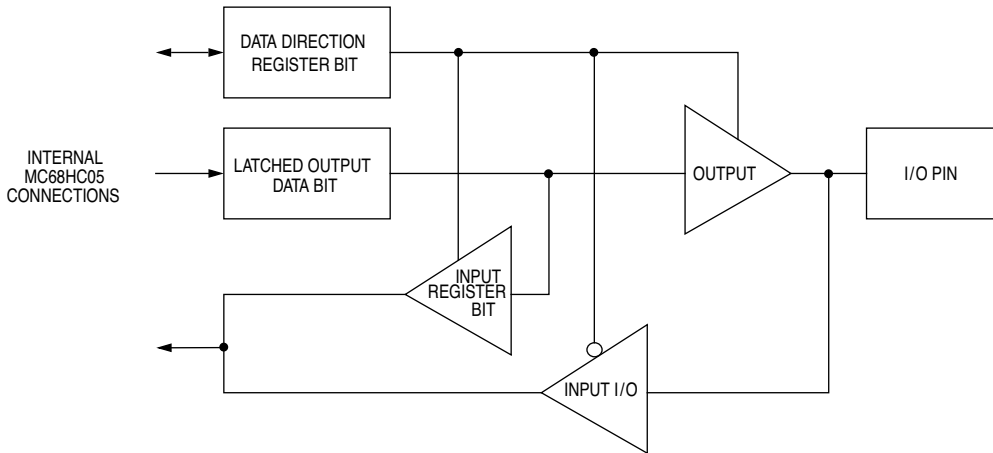 DATA DIRECTION
REGISTER BIT
INTERNAL
MC68HC05
CONNECTIONS
LATCHED OUTPUT
DATA BIT
OUTPUT
I/O PIN
INPUT
REGISTER
BIT
INPUT I/O